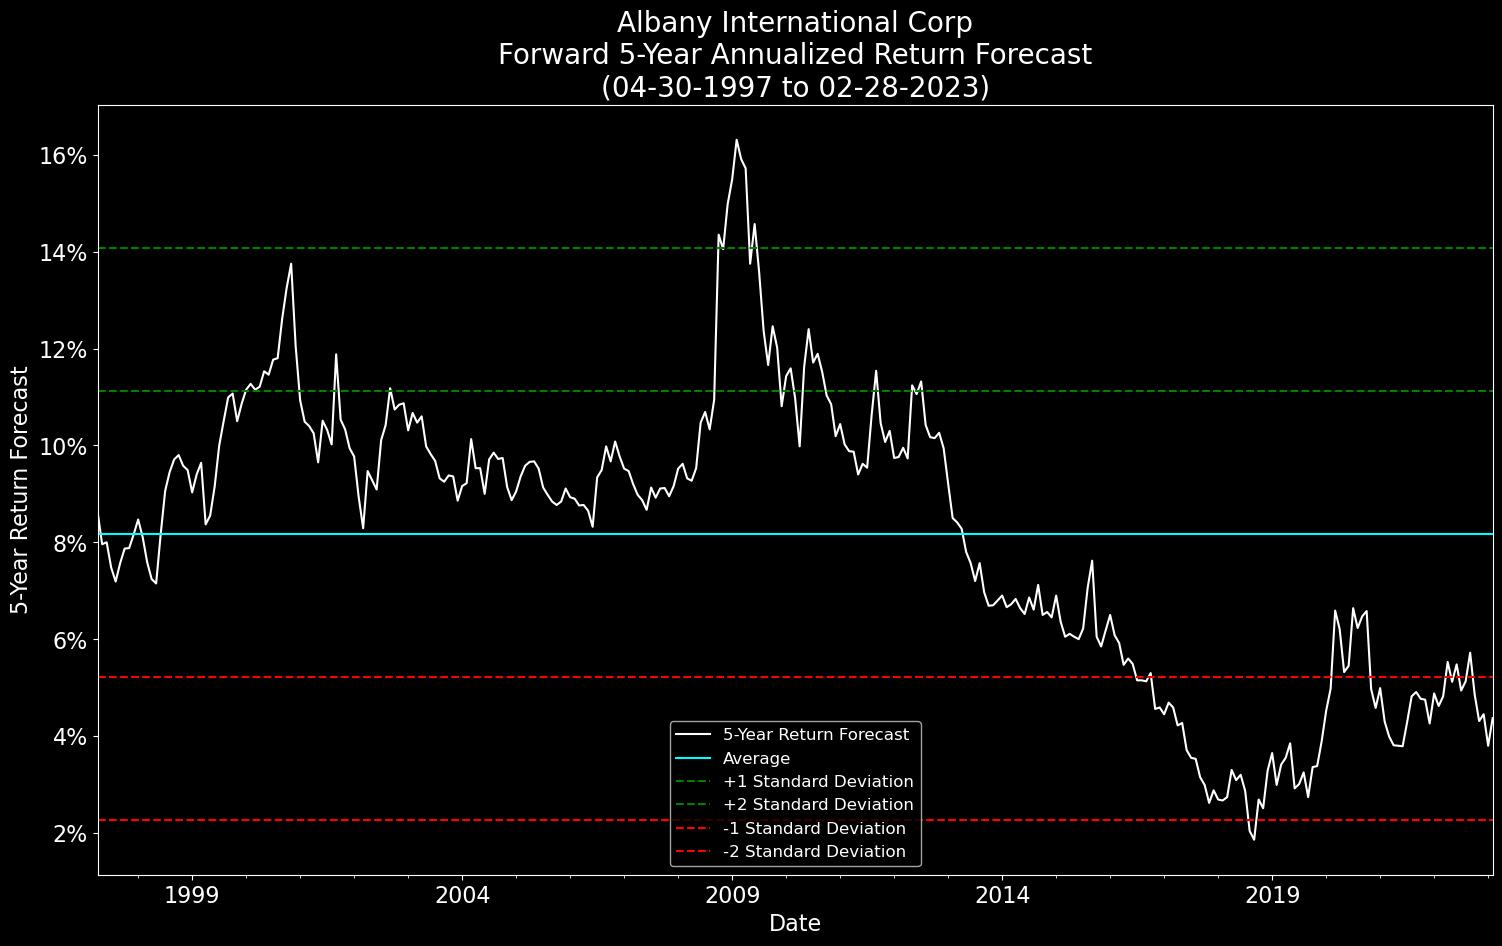 Albany International Corp
Forward 5-Year Annualized Return Forecast
(04-30-1997 to 02-28-2023)
5-Year Return Forecast
16%
14%
12%
10%
8%
6%
4%
2%
5-Year Return Forecast
Average
+1 Standard Deviation
+2 Standard Deviation
-1 Standard Deviation
-2 Standard Deviation
1999
2004
2009
2014
2019
Date